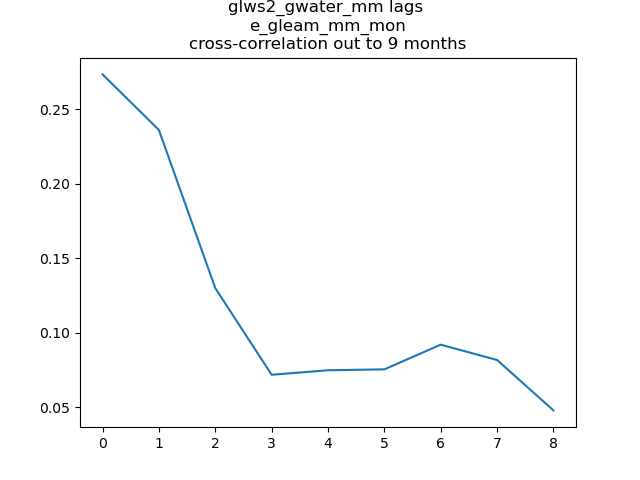 glws2_gwater_mm lags
e_gleam_mm_mon
cross-correlation out to 9 months
0.25
0.20
0.15
0.10
0.05
0 1 2 3 4 5 6 7 8